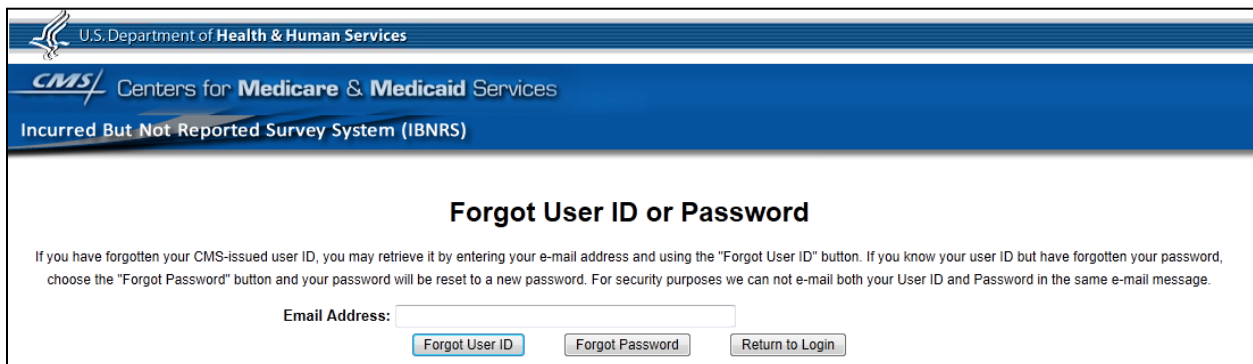 U.S. Department of Health & Human Services
CMS Centers for Medicare & Medicaid Services
Incurred But Not Reported Survey System (IBNRS)
Forgot User ID or Password
If you have forgotten your CMS-issued user ID, you may retrieve it by entering your e-mail address and using the "Forgot User ID" button. If you know your user ID but have forgotten your password,
choose the "Forgot Password" button and your password will be reset to a new password. For security purposes we can not e-mail both your User ID and Password in the same e-mail message.
Email Address:
Forgot User ID Forgot Password Return to Login